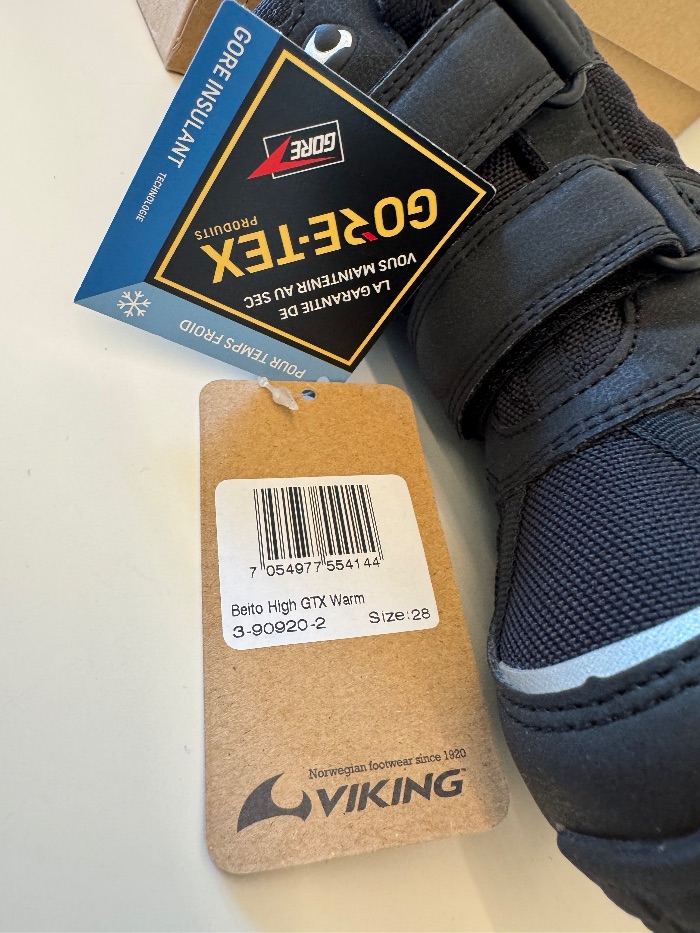 GORE INSULANT
TECHNOLOGIE
GORE
GORE-TEX
PRODUITS
LA GARANTIE DE
VOUS MAINTENIR AU SEC
POUR TEMPS FROID
7 054977 554144
Beito High GTX Warm
3-90920-2 Size:28
Norwegian footwear since 1920
VIKING